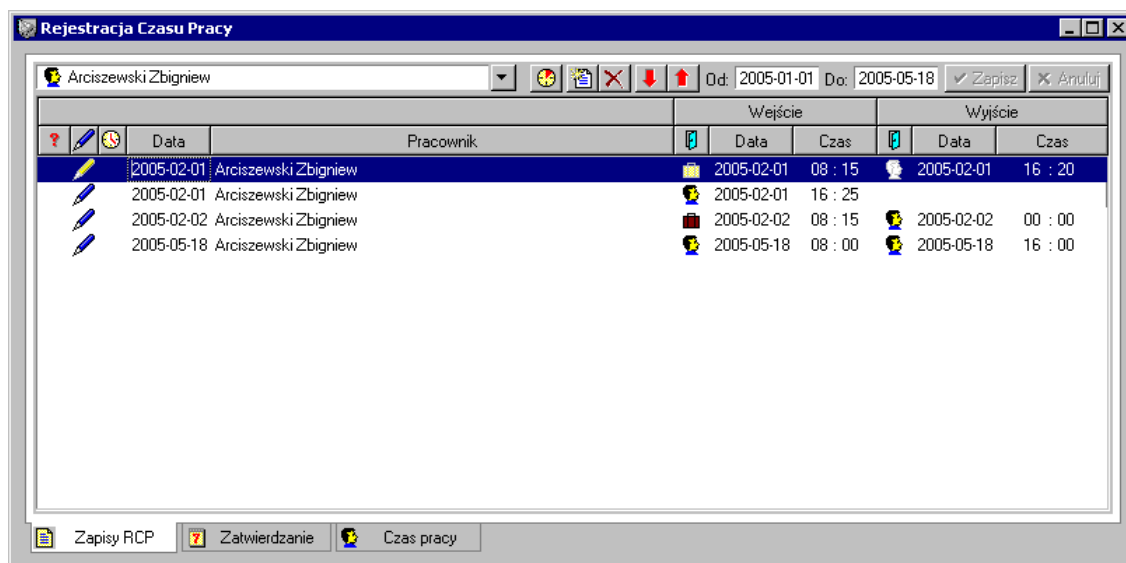 Rejestracja Czasu Pracy
Arciszewski Zbigniew Od: 2005-01-01 Do: 2005-05-18 Zapisz Anuluj
Wejście Wyjście
? Data Pracownik Data Czas Data Czas
2005-02-01 Arciszewski Zbigniew 2005-02-01 08 : 15 2005-02-01 16 : 20
2005-02-01 Arciszewski Zbigniew 2005-02-01 16 : 25
2005-02-02 Arciszewski Zbigniew 2005-02-02 08 : 15 2005-02-02 00 : 00
2005-05-18 Arciszewski Zbigniew 2005-05-18 08 : 00 2005-05-18 16 : 00
Zapisy RCP 7 Zatwierdzanie Czas pracy